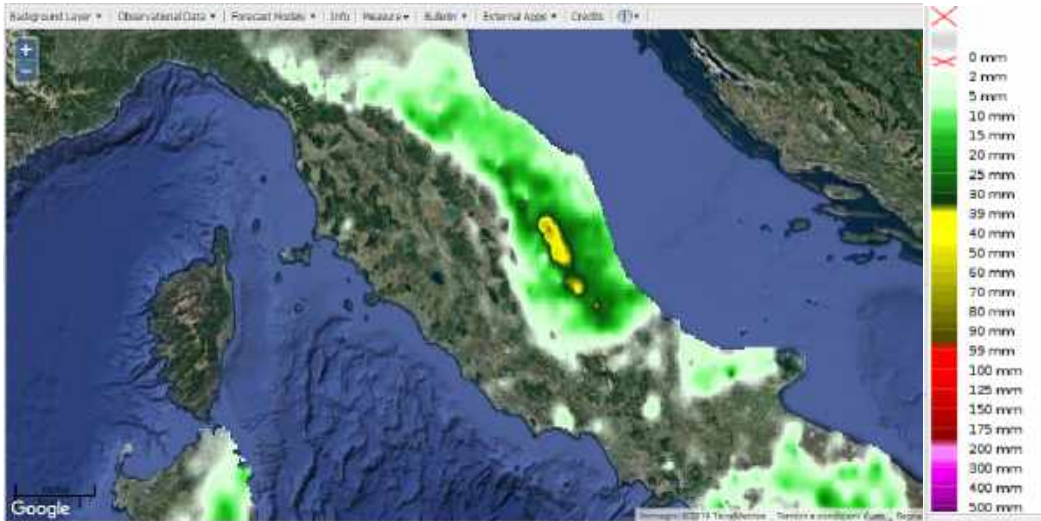 Background Layer ▾ | Observational Data ▾ | Forecast Models ▾ | Info | Measure ▾ | Bulletin ▾ | External Apps ▾ | Credits
+
−
0 mm
2 mm
5 mm
10 mm
15 mm
20 mm
25 mm
30 mm
39 mm
40 mm
50 mm
60 mm
70 mm
80 mm
90 mm
99 mm
100 mm
125 mm
150 mm
175 mm
200 mm
300 mm
400 mm
500 mm
Google